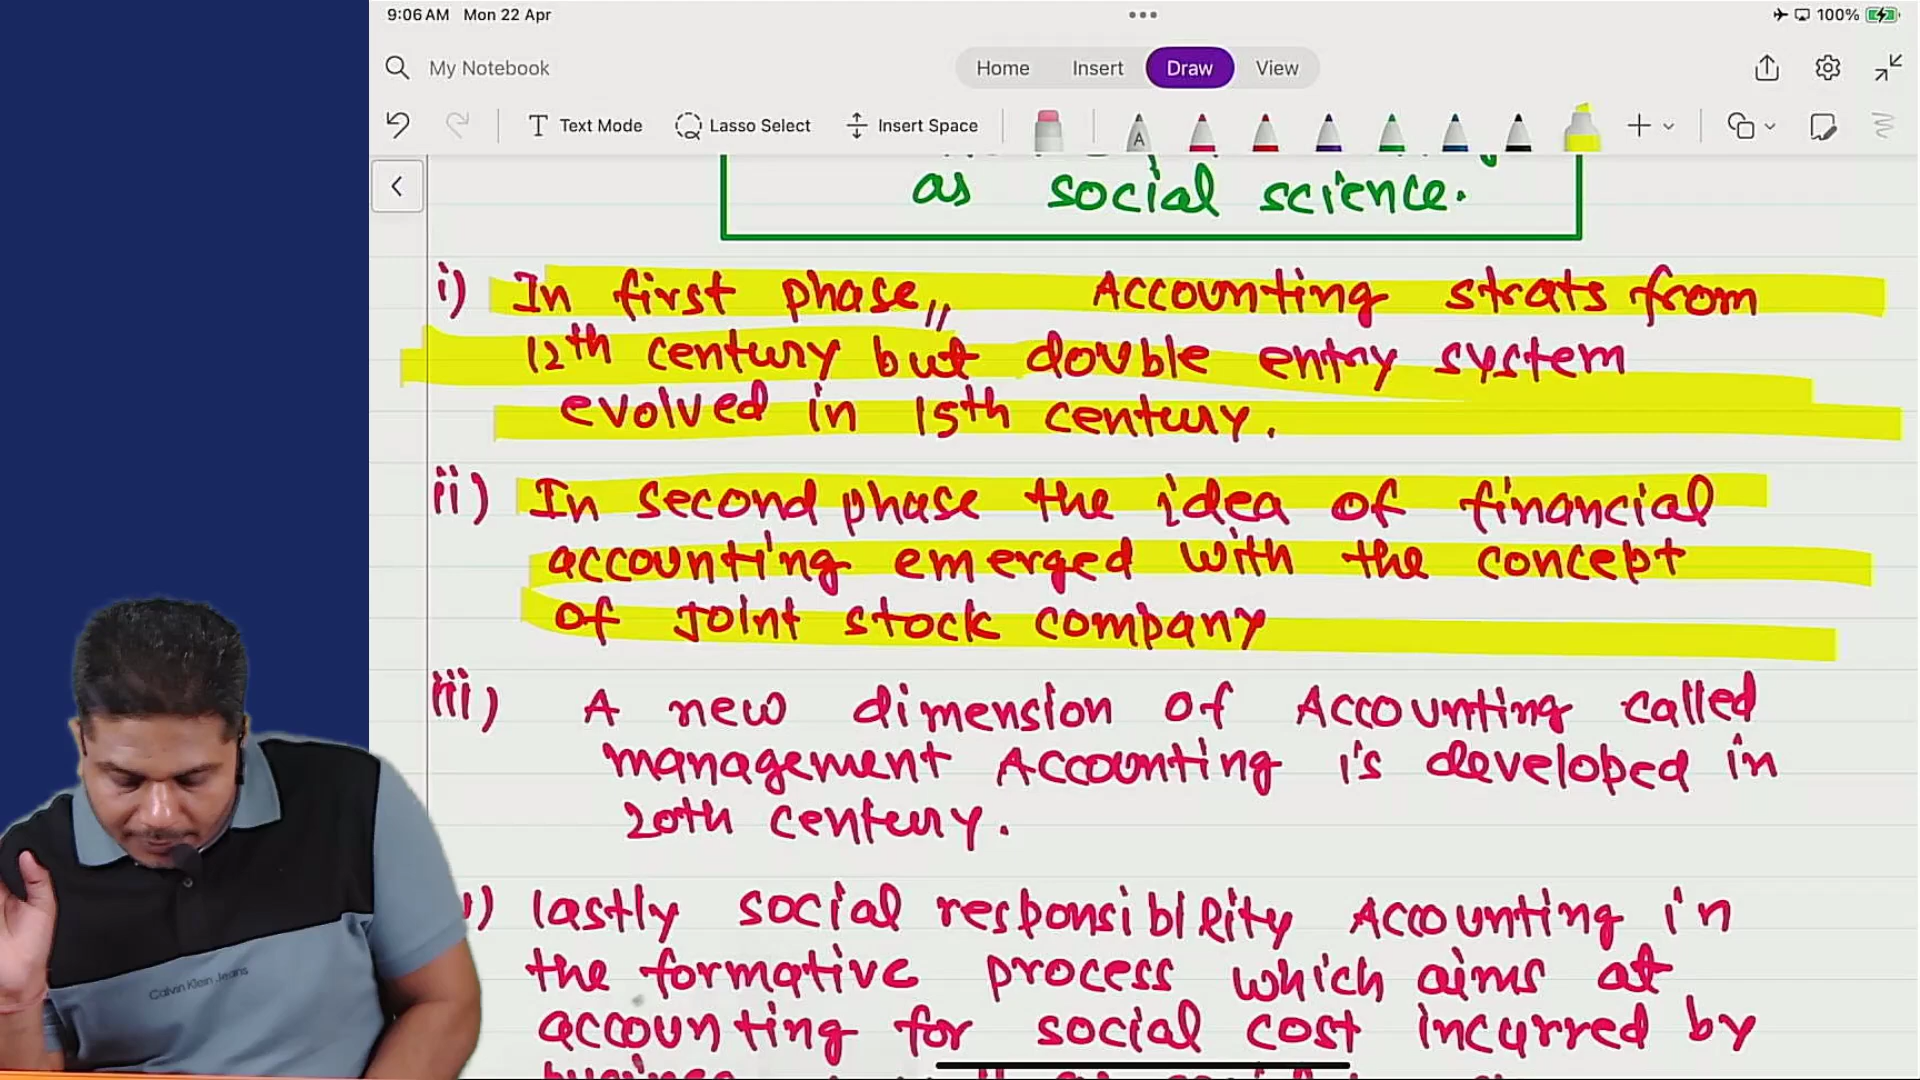 9:06 AM Mon 22 Apr
100%
My Notebook
Home Insert Draw View
Text Mode Lasso Select Insert Space
A
as social science.
i) In first phase,, Accounting strats from
12th century but double entry system
evolved in 15th century.
ii) In second phase the idea of financial
accounting emerged with the concept
of Joint stock company
iii) A new dimension of Accounting called
management Accounting is developed in
20th century.
lastly social responsibility Accounting in
the formative process which aims at
accounting for social cost incurred by
Calvin Klein Jeans